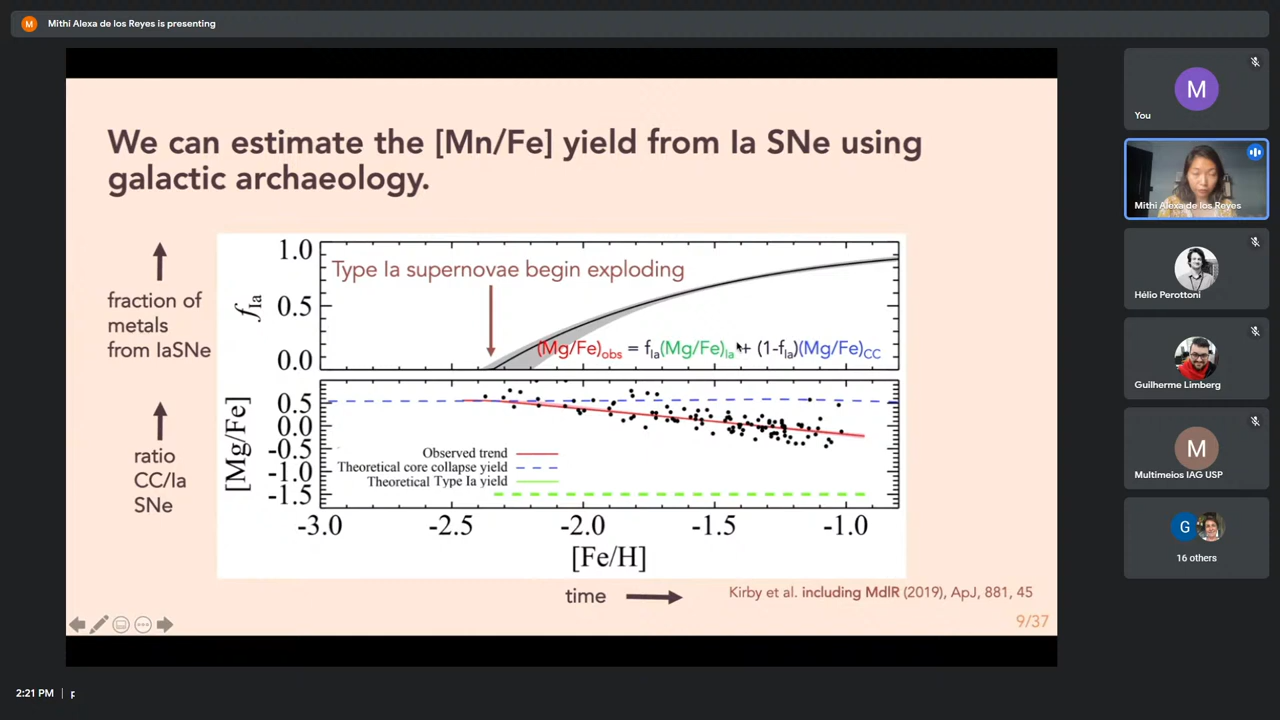 M
Mithi Alexa de los Reyes is presenting
We can estimate the [Mn/Fe] yield from Ia SNe using
galactic archaeology.
fraction of
metals
from IaSNe
ratio
CC/Ia
SNe
fIa
1.0
0.5
0.0
Type Ia supernovae begin exploding
(Mg/Fe)obs = fIa(Mg/Fe)Ia + (1-fIa)(Mg/Fe)CC
[Mg/Fe]
0.5
0.0
-0.5
-1.0
-1.5
Observed trend
Theoretical core collapse yield
Theoretical Type Ia yield
-3.0 -2.5 -2.0 -1.5 -1.0
[Fe/H]
time
Kirby et al. including MdlR (2019), ApJ, 881, 45
9/37
M
You
Mithi Alexa de los Reyes
Hélio Perottoni
Guilherme Limberg
M
Multimeios IAG USP
G
16 others
2:21 PM